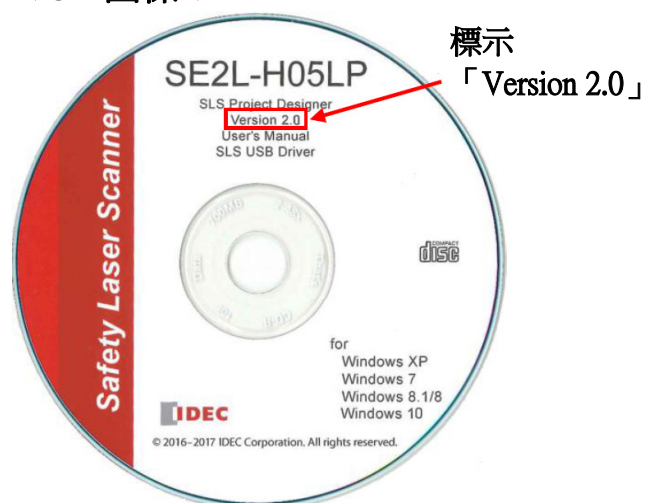 標示
「Version 2.0」
SE2L-H05LP
SLS Project Designer
Version 2.0
User's Manual
SLS USB Driver
Safety Laser Scanner
COMPACT
disc
for
Windows XP
Windows 7
Windows 8.1/8
Windows 10
IDEC
© 2016–2017 IDEC Corporation. All rights reserved.